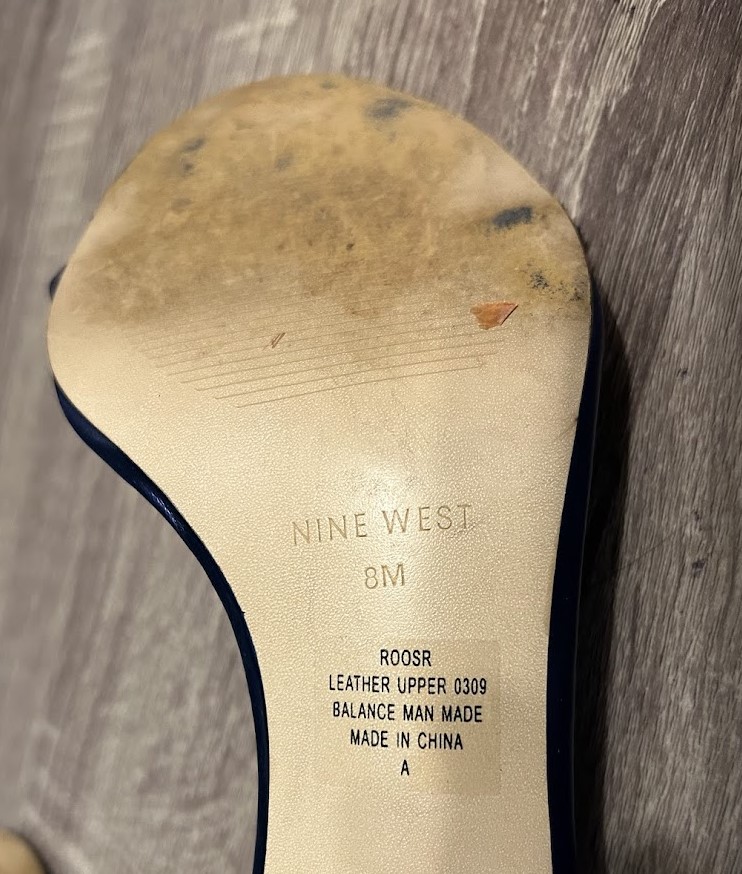 NINE WEST
8M
ROOSR
LEATHER UPPER 0309
BALANCE MAN MADE
MADE IN CHINA
A